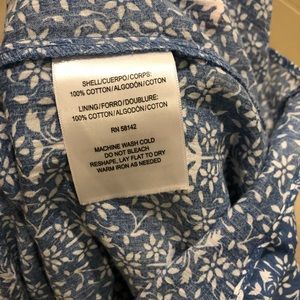 SHELL/CUERPO/CORPS:
100% COTTON/ALGODÓN/COTON
LINING/FORRO/DOUBLURE:
100% COTTON/ALGODÓN/COTON
RN 58142
MACHINE WASH COLD
DO NOT BLEACH
RESHAPE, LAY FLAT TO DRY
WARM IRON AS NEEDED